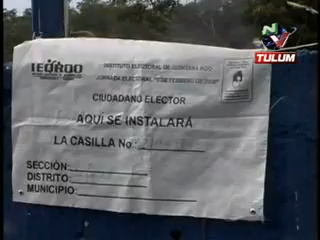 TV
TULUM
IEQROO
INSTITUTO ELECTORAL DE QUINTANA ROO
JORNADA ELECTORAL
CIUDADANO ELECTOR
AQUÍ SE INSTALARÁ
LA CASILLA No.
SECCIÓN:
DISTRITO
MUNICIPIO